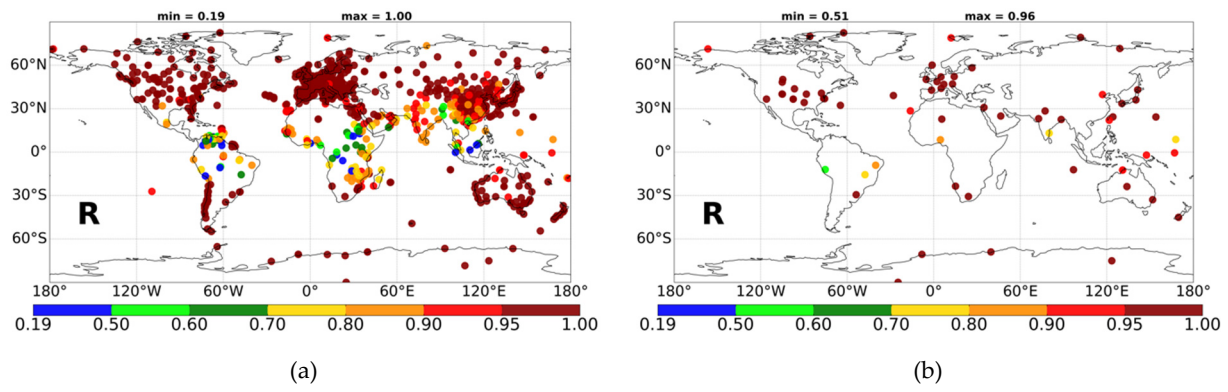 min = 0.19 max = 1.00
60°N
30°N
0°
30°S
60°S
R
180° 120°W 60°W 0° 60°E 120°E 180°
0.19 0.50 0.60 0.70 0.80 0.90 0.95 1.00
(a)
min = 0.51 max = 0.96
60°N
30°N
0°
30°S
60°S
R
180° 120°W 60°W 0° 60°E 120°E 180°
0.19 0.50 0.60 0.70 0.80 0.90 0.95 1.00
(b)